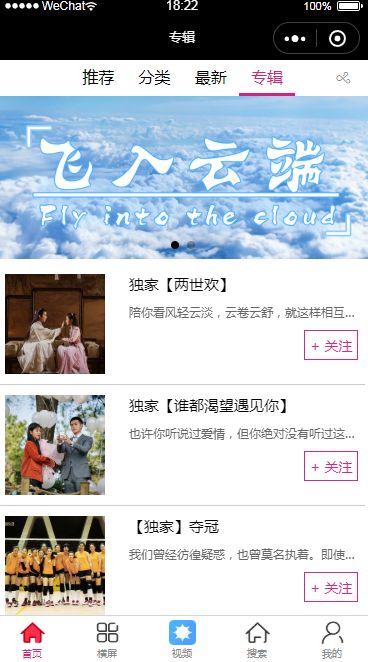 WeChat 18:22 100%
专辑
推荐 分类 最新 专辑
飞入云端
Fly into the cloud
独家【两世欢】
陪你看风轻云淡，云卷云舒，就这样相互...
+ 关注
独家【谁都渴望遇见你】
也许你听说过爱情，但你绝对没有听过这...
+ 关注
【独家】夺冠
我们曾经彷徨疑惑，也曾莫名执着。即使...
+ 关注
首页 横屏 视频 搜索 我的